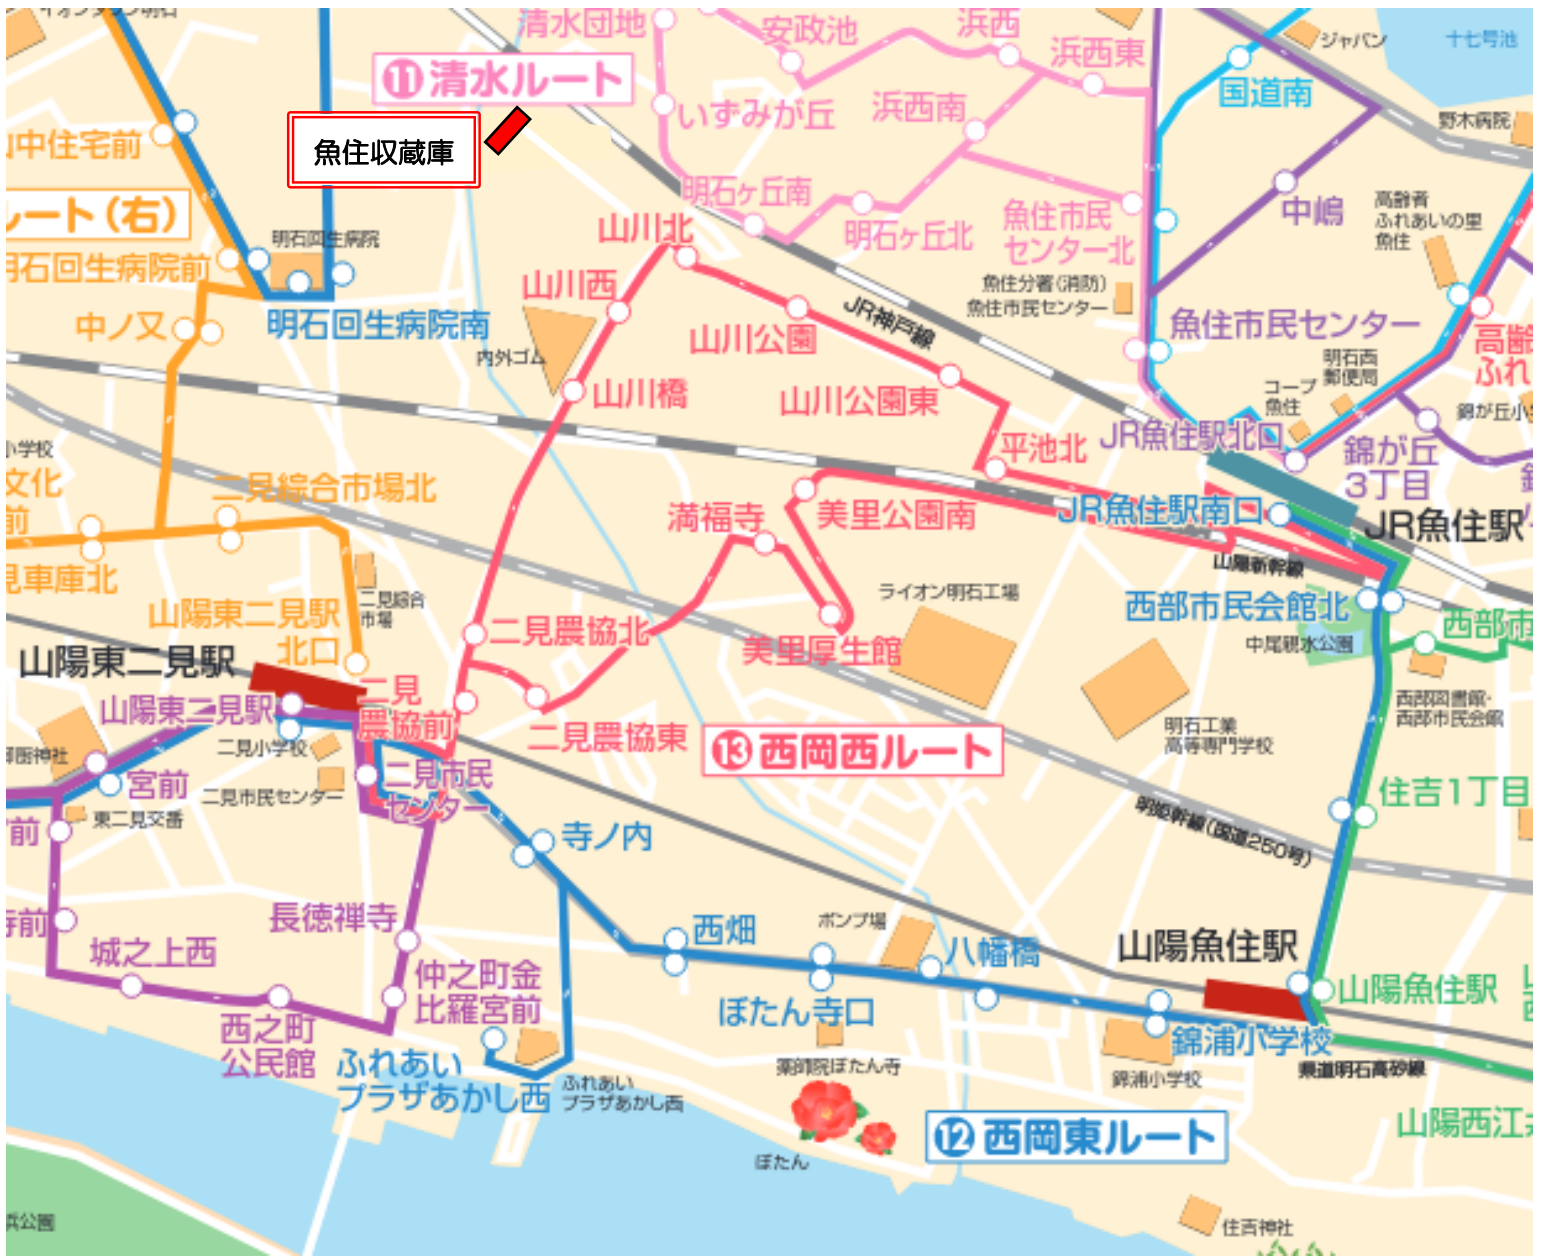 清水団地
安政池
浜西
浜西東
ジャパン
十七号池
国道南
⑪清水ルート
いずみが丘
浜西南
野木病院
中住宅前
魚住収蔵庫
ルート（右）
明石ヶ丘南
明石ヶ丘北
魚住市民
センター北
中嶋
高齢者
ふれあいの里
魚住
明石回生病院
明石回生病院前
山川北
山川西
魚住分署(消防)
魚住市民センター
中ノ又
明石回生病院南
内外ゴム
山川公園
JR神戸線
魚住市民センター
明石西
郵便局
高齢
ふれ
山川橋
山川公園東
コープ
魚住
錦が丘小学
平池北
JR魚住駅北口
錦が丘
3丁目
小学校
文化
前
二見綜合市場北
満福寺
美里公園南
JR魚住駅南口
JR魚住駅
山陽新幹線
見車庫北
二見綜合
市場
山陽東二見駅
北口
ライオン明石工場
西部市民会館北
中尾親水公園
西部市
二見農協北
美里厚生館
山陽東二見駅
山陽東二見駅
二見
農協前
二見農協東
⑬西岡西ルート
明石工業
高等専門学校
西部図書館・
西部市民会館
御厨神社
二見小学校
宮前
二見市民センター
二見市民
センター
住吉1丁目
前
東二見交番
寺ノ内
明姫幹線(国道250号)
寺前
長徳禅寺
城之上西
西畑
ポンプ場
八幡橋
山陽魚住駅
仲之町金
比羅宮前
ぼたん寺口
山陽魚住駅
西之町
公民館
ふれあい
プラザあかし西
ふれあい
プラザあかし西
薬師院ぼたん寺
錦浦小学校
錦浦小学校
県道明石高砂線
山陽西江井
⑫西岡東ルート
ぼたん
浜公園
住吉神社